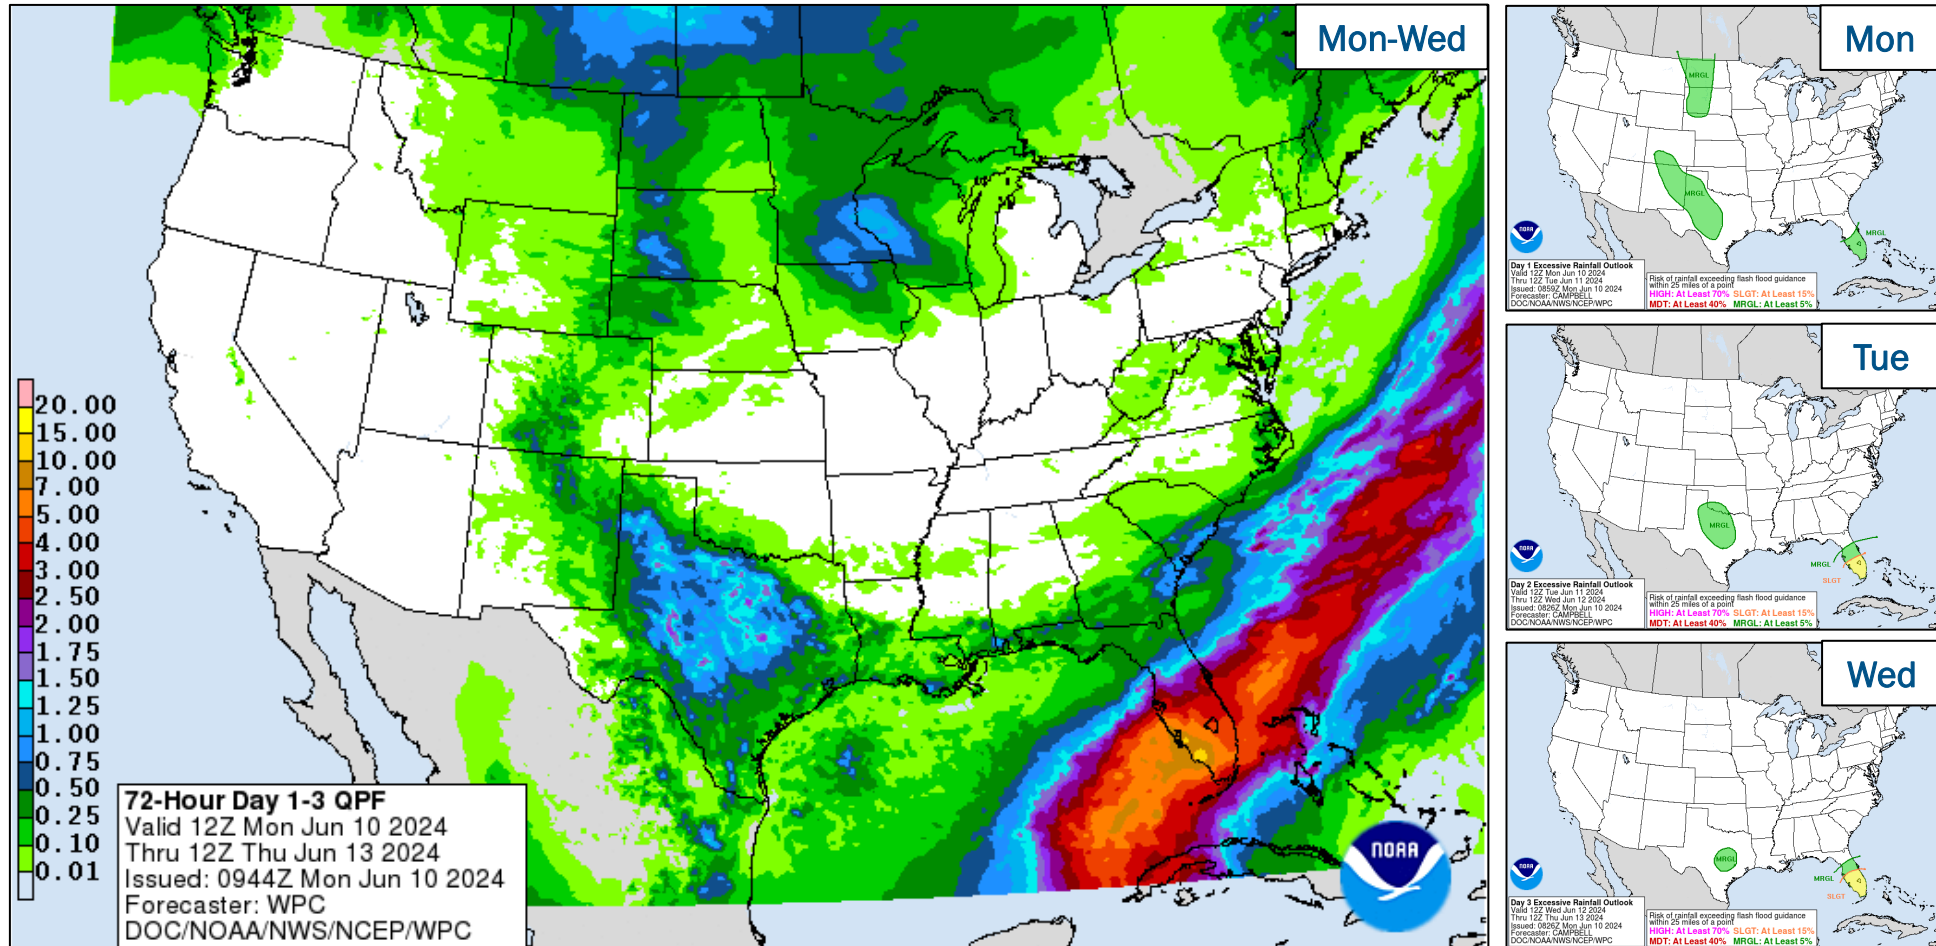 Mon-Wed
20.00
15.00
10.00
7.00
5.00
4.00
3.00
2.50
2.00
1.75
1.50
1.25
1.00
0.75
0.50
0.25
0.10
0.01
72-Hour Day 1-3 QPF
Valid 12Z Mon Jun 10 2024
Thru 12Z Thu Jun 13 2024
Issued: 0944Z Mon Jun 10 2024
Forecaster: WPC
DOC/NOAA/NWS/NCEP/WPC
NOAA
Mon
MRGL
MRGL
MRGL
NOAA
Day 1 Excessive Rainfall Outlook
Valid 12Z Mon Jun 10 2024
Thru 12Z Tue Jun 11 2024
Issued: 0859Z Mon Jun 10 2024
Forecaster: CAMPBELL
DOC/NOAA/NWS/NCEP/WPC
Risk of rainfall exceeding flash flood guidance
within 25 miles of a point
HIGH: At Least 70% SLGT: At Least 15%
MDT: At Least 40% MRGL: At Least 5%
Tue
MRGL
MRGL
SLGT
NOAA
Day 2 Excessive Rainfall Outlook
Valid 12Z Tue Jun 11 2024
Thru 12Z Wed Jun 12 2024
Issued: 0826Z Mon Jun 10 2024
Forecaster: CAMPBELL
DOC/NOAA/NWS/NCEP/WPC
Risk of rainfall exceeding flash flood guidance
within 25 miles of a point
HIGH: At Least 70% SLGT: At Least 15%
MDT: At Least 40% MRGL: At Least 5%
Wed
MRGL
MRGL
SLGT
NOAA
Day 3 Excessive Rainfall Outlook
Valid 12Z Wed Jun 12 2024
Thru 12Z Thu Jun 13 2024
Issued: 0826Z Mon Jun 10 2024
Forecaster: CAMPBELL
DOC/NOAA/NWS/NCEP/WPC
Risk of rainfall exceeding flash flood guidance
within 25 miles of a point
HIGH: At Least 70% SLGT: At Least 15%
MDT: At Least 40% MRGL: At Least 5%